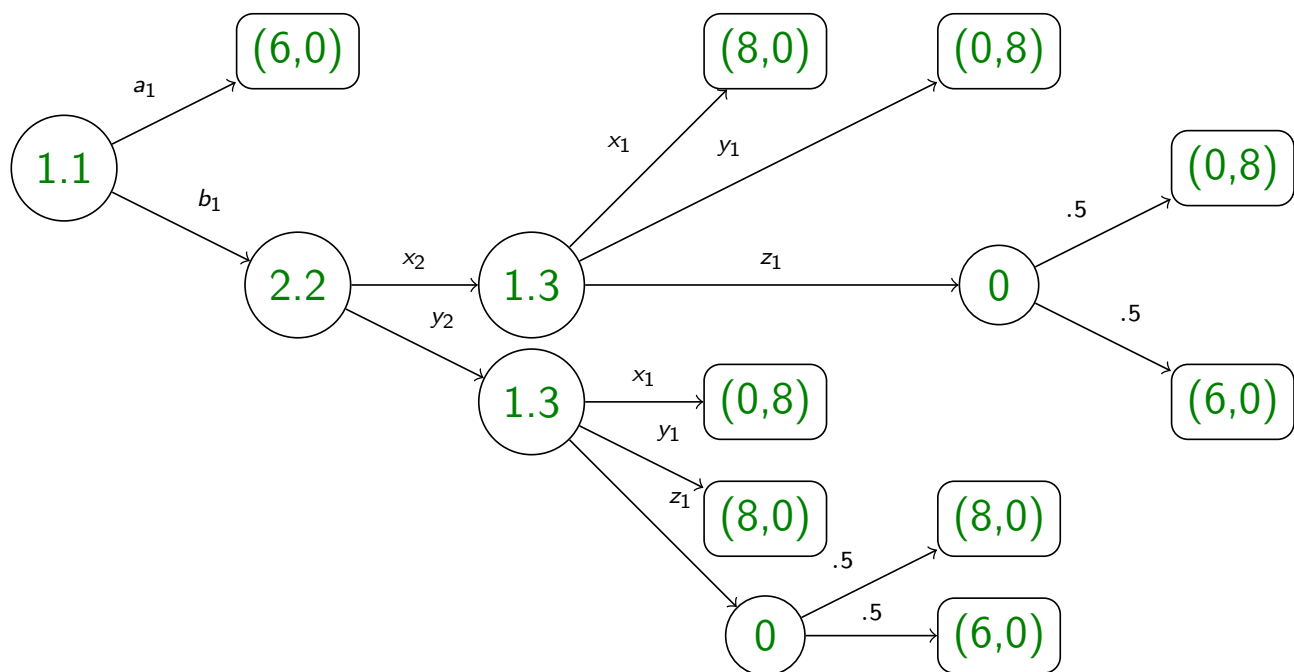 (6,0)
(8,0)
(0,8)
a1
x1
y1
1.1
(0,8)
b1
.5
x2
z1
2.2
1.3
0
y2
.5
x1
1.3
(0,8)
(6,0)
y1
z1
(8,0)
(8,0)
.5
.5
0
(6,0)